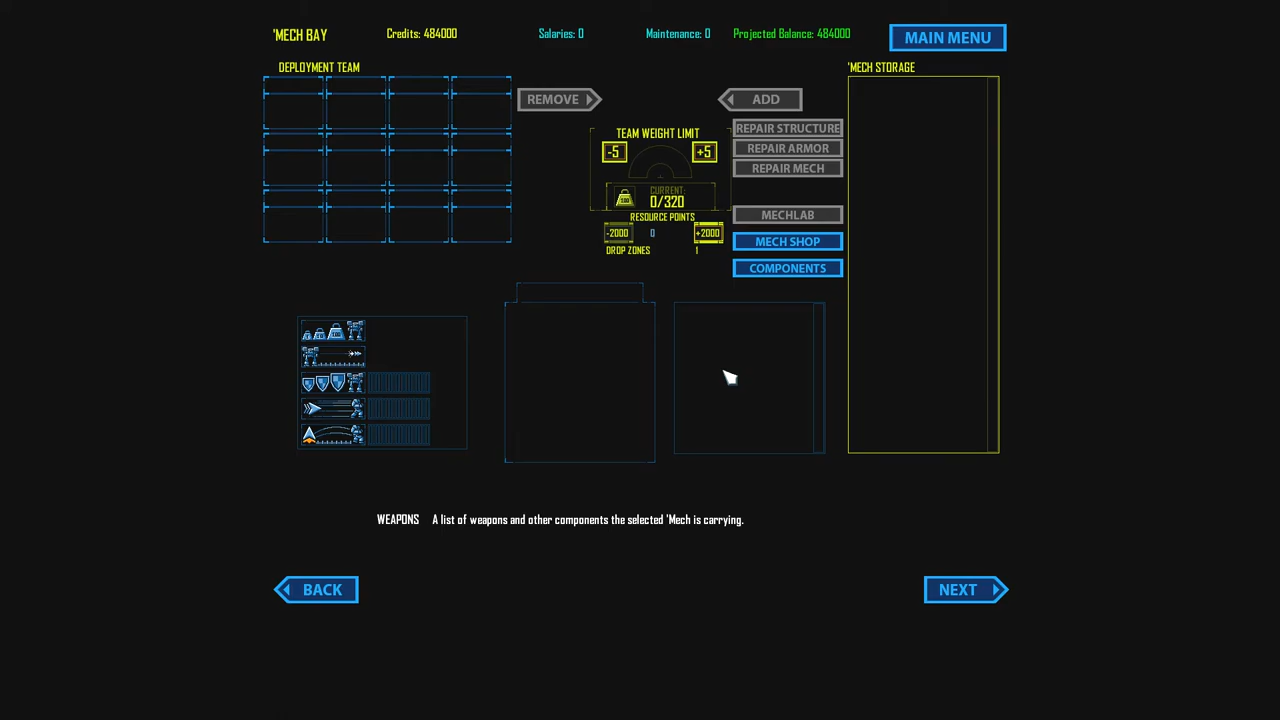 'MECH BAY
Credits: 484000
Salaries: 0
Maintenance: 0
Projected Balance: 484000
MAIN MENU
DEPLOYMENT TEAM
'MECH STORAGE
REMOVE
ADD
TEAM WEIGHT LIMIT
-5
+5
CURRENT:
0/320
RESOURCE POINTS
-2000
0
+2000
DROP ZONES
1
REPAIR STRUCTURE
REPAIR ARMOR
REPAIR MECH
MECHLAB
MECH SHOP
COMPONENTS
WEAPONS A list of weapons and other components the selected 'Mech is carrying.
BACK
NEXT